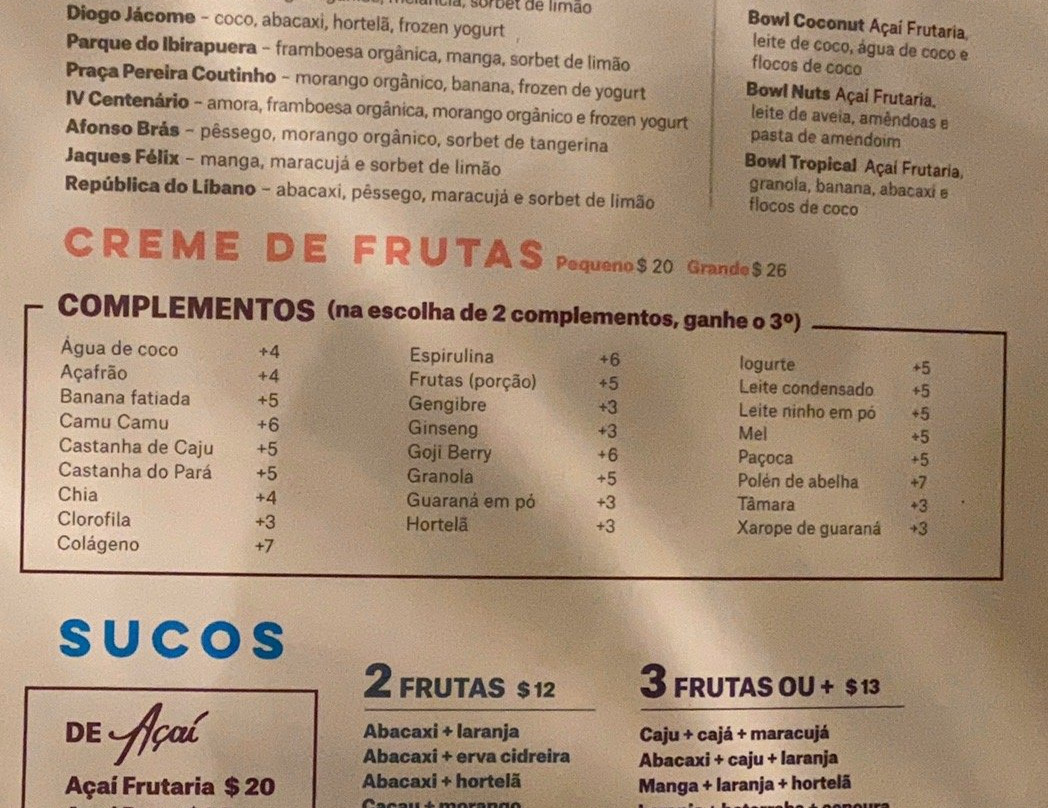 sorbet de limão
Diogo Jácome - coco, abacaxi, hortelã, frozen yogurt
Parque do Ibirapuera - framboesa orgânica, manga, sorbet de limão
Praça Pereira Coutinho - morango orgânico, banana, frozen de yogurt
IV Centenário - amora, framboesa orgânica, morango orgânico e frozen yogurt
Afonso Brás - pêssego, morango orgânico, sorbet de tangerina
Jaques Félix - manga, maracujá e sorbet de limão
República do Líbano - abacaxi, pêssego, maracujá e sorbet de limão
Bowl Coconut Açaí Frutaria,
leite de coco, água de coco e
flocos de coco
Bowl Nuts Açaí Frutaria,
leite de aveia, amêndoas e
pasta de amendoim
Bowl Tropical Açaí Frutaria,
granola, banana, abacaxi e
flocos de coco
CREME DE FRUTAS Pequeno $ 20 Grande $ 26
COMPLEMENTOS (na escolha de 2 complementos, ganhe o 3º)
Água de coco +4
Açafrão +4
Banana fatiada +5
Camu Camu +6
Castanha de Caju +5
Castanha do Pará +5
Chia +4
Clorofila +3
Colágeno +7
Espirulina +6
Frutas (porção) +5
Gengibre +3
Ginseng +3
Goji Berry +6
Granola +5
Guaraná em pó +3
Hortelã +3
Iogurte +5
Leite condensado +5
Leite ninho em pó +5
Mel +5
Paçoca +5
Polén de abelha +7
Tâmara +3
Xarope de guaraná +3
SUCOS
DE Açaí
Açaí Frutaria $ 20
2 FRUTAS $ 12
Abacaxi + laranja
Abacaxi + erva cidreira
Abacaxi + hortelã
Cacau + morango
3 FRUTAS OU + $ 13
Caju + cajá + maracujá
Abacaxi + caju + laranja
Manga + laranja + hortelã